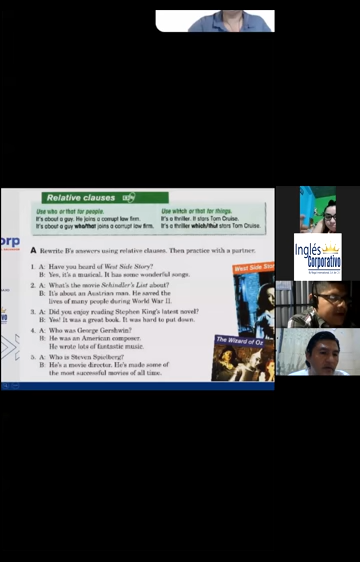 Relative clauses
Use who or that for people.
It's about a guy. He joins a corrupt law firm.
It's about a guy who/that joins a corrupt law firm.
Use which or that for things.
It's a thriller. It stars Tom Cruise.
It's a thriller which/that stars Tom Cruise.
A Rewrite B's answers using relative clauses. Then practice with a partner.
1. A: Have you heard of West Side Story?
B: Yes, it's a musical. It has some wonderful songs.
2. A: What's the movie Schindler's List about?
B: It's about an Austrian man. He saved the
lives of many people during World War II.
3. A: Did you enjoy reading Stephen King's latest novel?
B: Yes! It was a great book. It was hard to put down.
4. A: Who was George Gershwin?
B: He was an American composer.
He wrote lots of fantastic music.
5. A: Who is Steven Spielberg?
B: He's a movie director. He's made some of
the most successful movies of all time.
West Side Stor
The Wizard of Oz
orp
Inglés
Corporativo